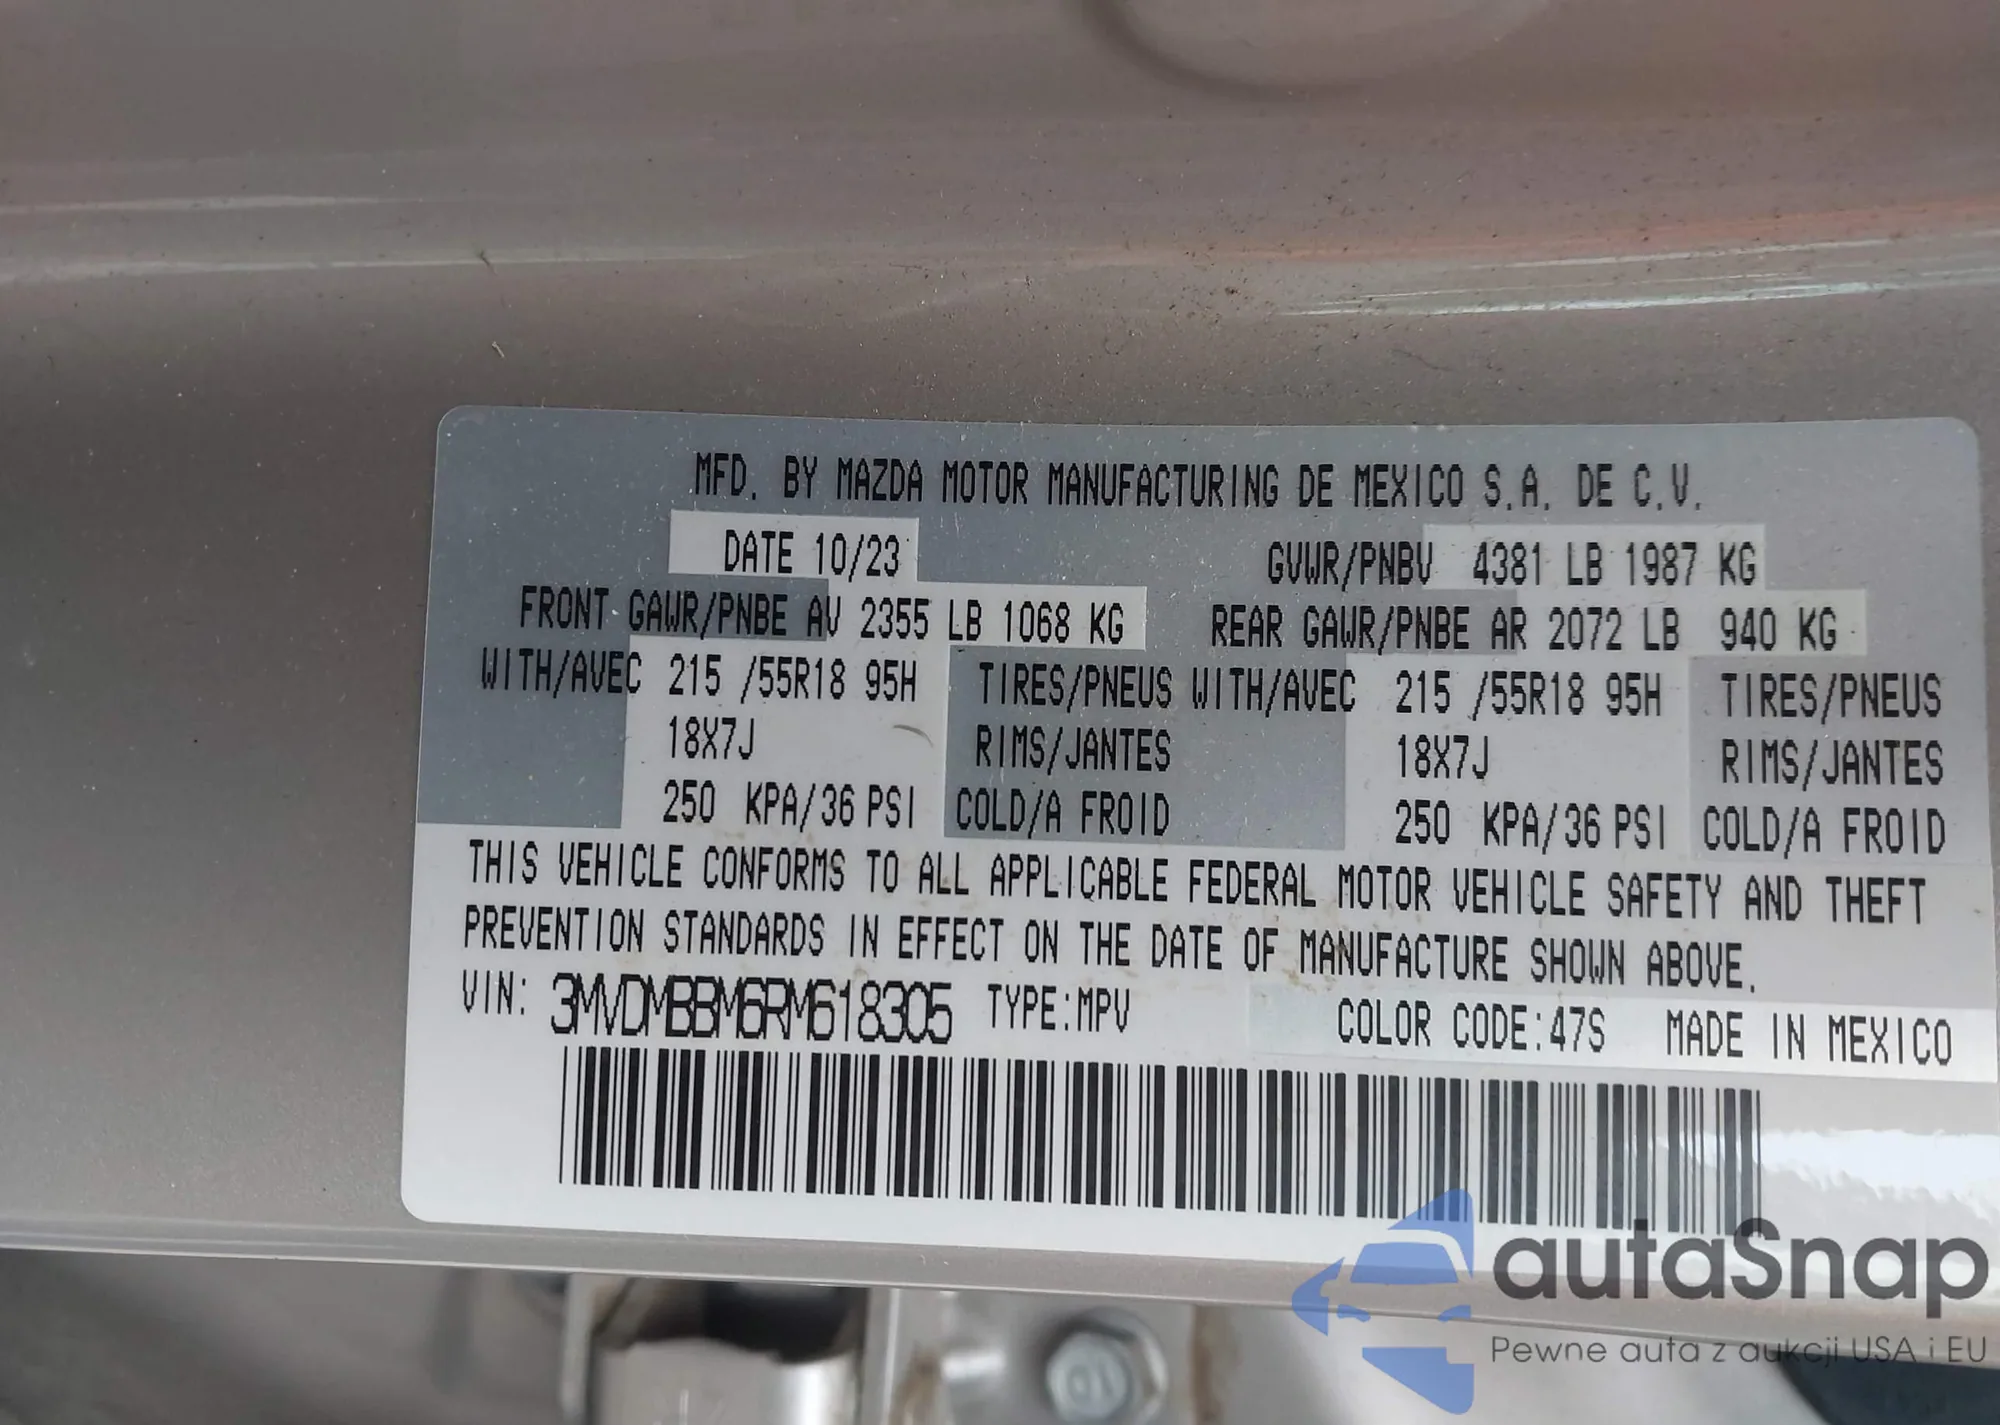 MFD. BY MAZDA MOTOR MANUFACTURING DE MEXICO S.A. DE C.V.
DATE 10/23 GVWR/PNBV 4381 LB 1987 KG
FRONT GAWR/PNBE AV 2355 LB 1068 KG REAR GAWR/PNBE AR 2072 LB 940 KG
WITH/AVEC 215 /55R18 95H TIRES/PNEUS WITH/AVEC 215 /55R18 95H TIRES/PNEUS
18X7J RIMS/JANTES 18X7J RIMS/JANTES
250 KPA/36 PSI COLD/A FROID 250 KPA/36 PSI COLD/A FROID
THIS VEHICLE CONFORMS TO ALL APPLICABLE FEDERAL MOTOR VEHICLE SAFETY AND THEFT
PREVENTION STANDARDS IN EFFECT ON THE DATE OF MANUFACTURE SHOWN ABOVE.
VIN: 3MVDMBBM6RM618305 TYPE:MPV COLOR CODE:47S MADE IN MEXICO
autaSnap
Pewne auta z aukcji USA i EU